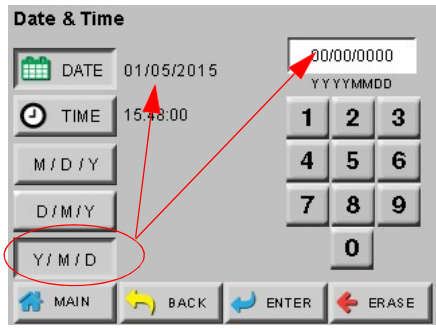 Date & Time
DATE 01/05/2015
00/00/0000
YYYYMMDD
TIME 15:48:00
1 2 3
M / D / Y
4 5 6
D / M / Y
7 8 9
Y / M / D
0
MAIN BACK ENTER ERASE